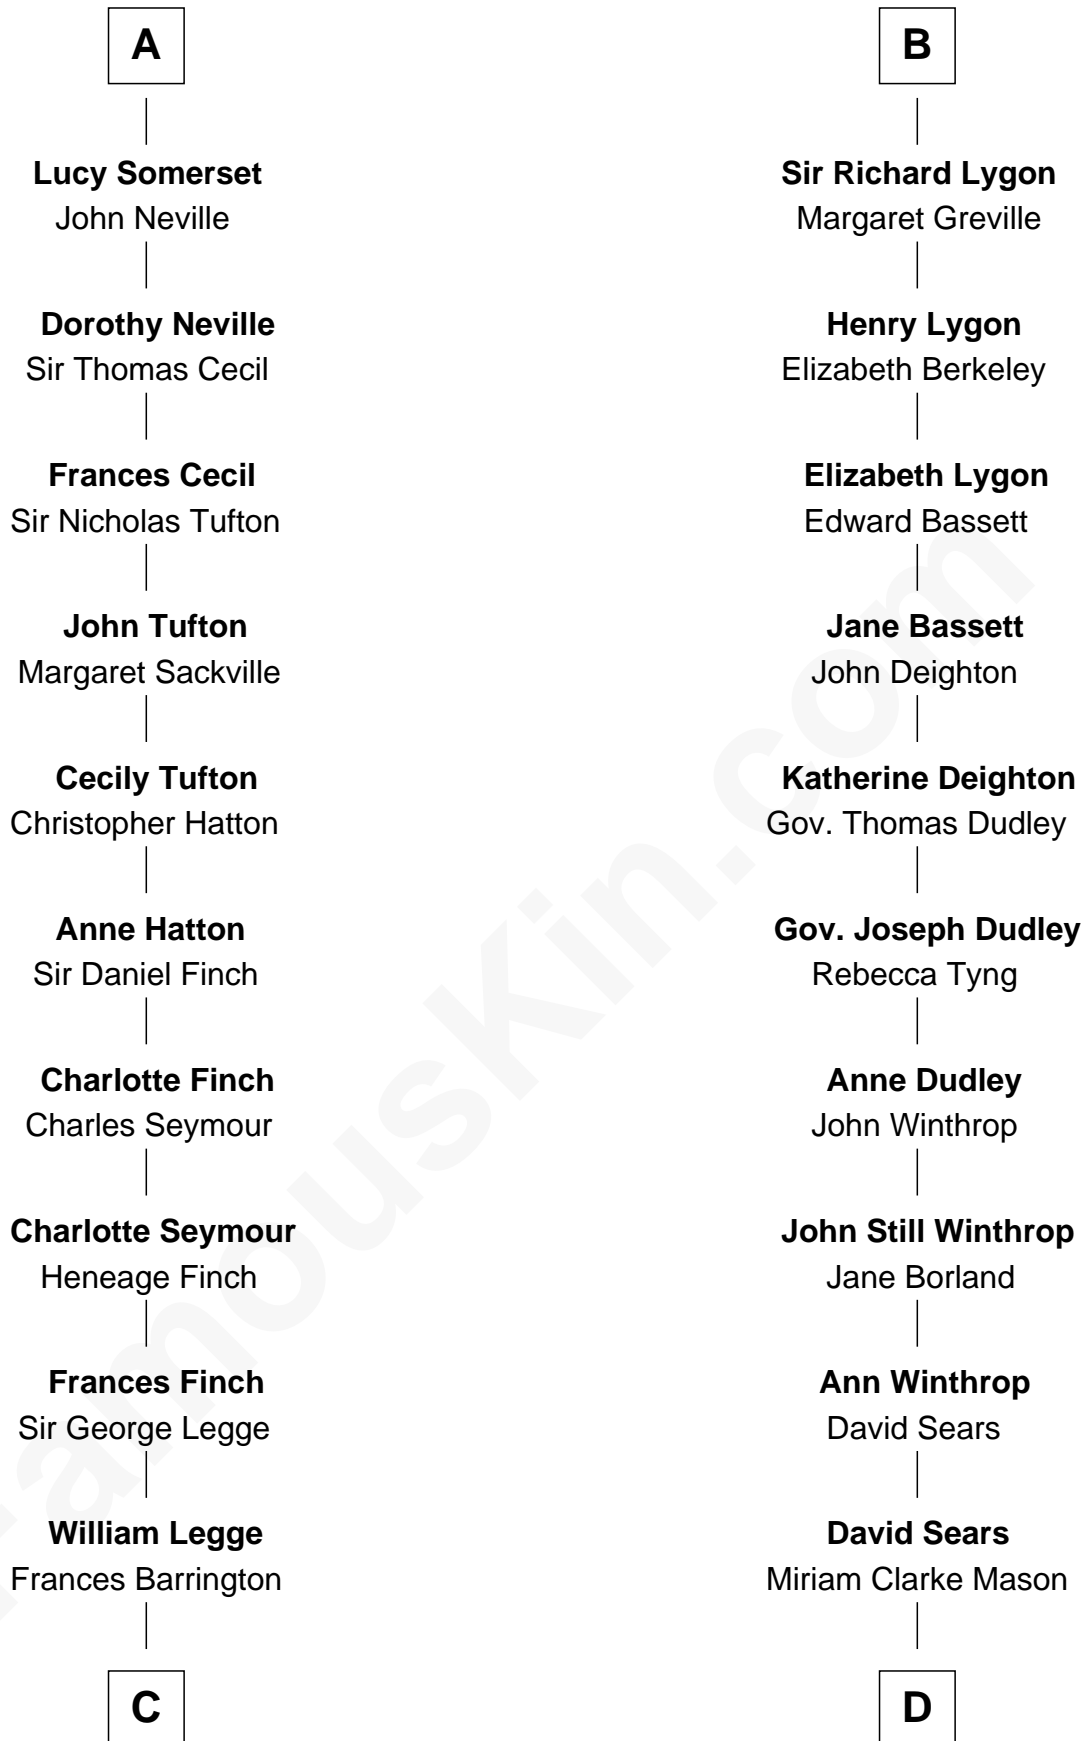 A
Lucy Somerset
John Neville
Dorothy Neville
Sir Thomas Cecil
Frances Cecil
Sir Nicholas Tufton
John Tufton
Margaret Sackville
Cecily Tufton
Christopher Hatton
Anne Hatton
Sir Daniel Finch
Charlotte Finch
Charles Seymour
Charlotte Seymour
Heneage Finch
Frances Finch
Sir George Legge
William Legge
Frances Barrington
C
B
Sir Richard Lygon
Margaret Greville
Henry Lygon
Elizabeth Berkeley
Elizabeth Lygon
Edward Bassett
Jane Bassett
John Deighton
Katherine Deighton
Gov. Thomas Dudley
Gov. Joseph Dudley
Rebecca Tyng
Anne Dudley
John Winthrop
John Still Winthrop
Jane Borland
Ann Winthrop
David Sears
David Sears
Miriam Clarke Mason
D
FamousKin.com